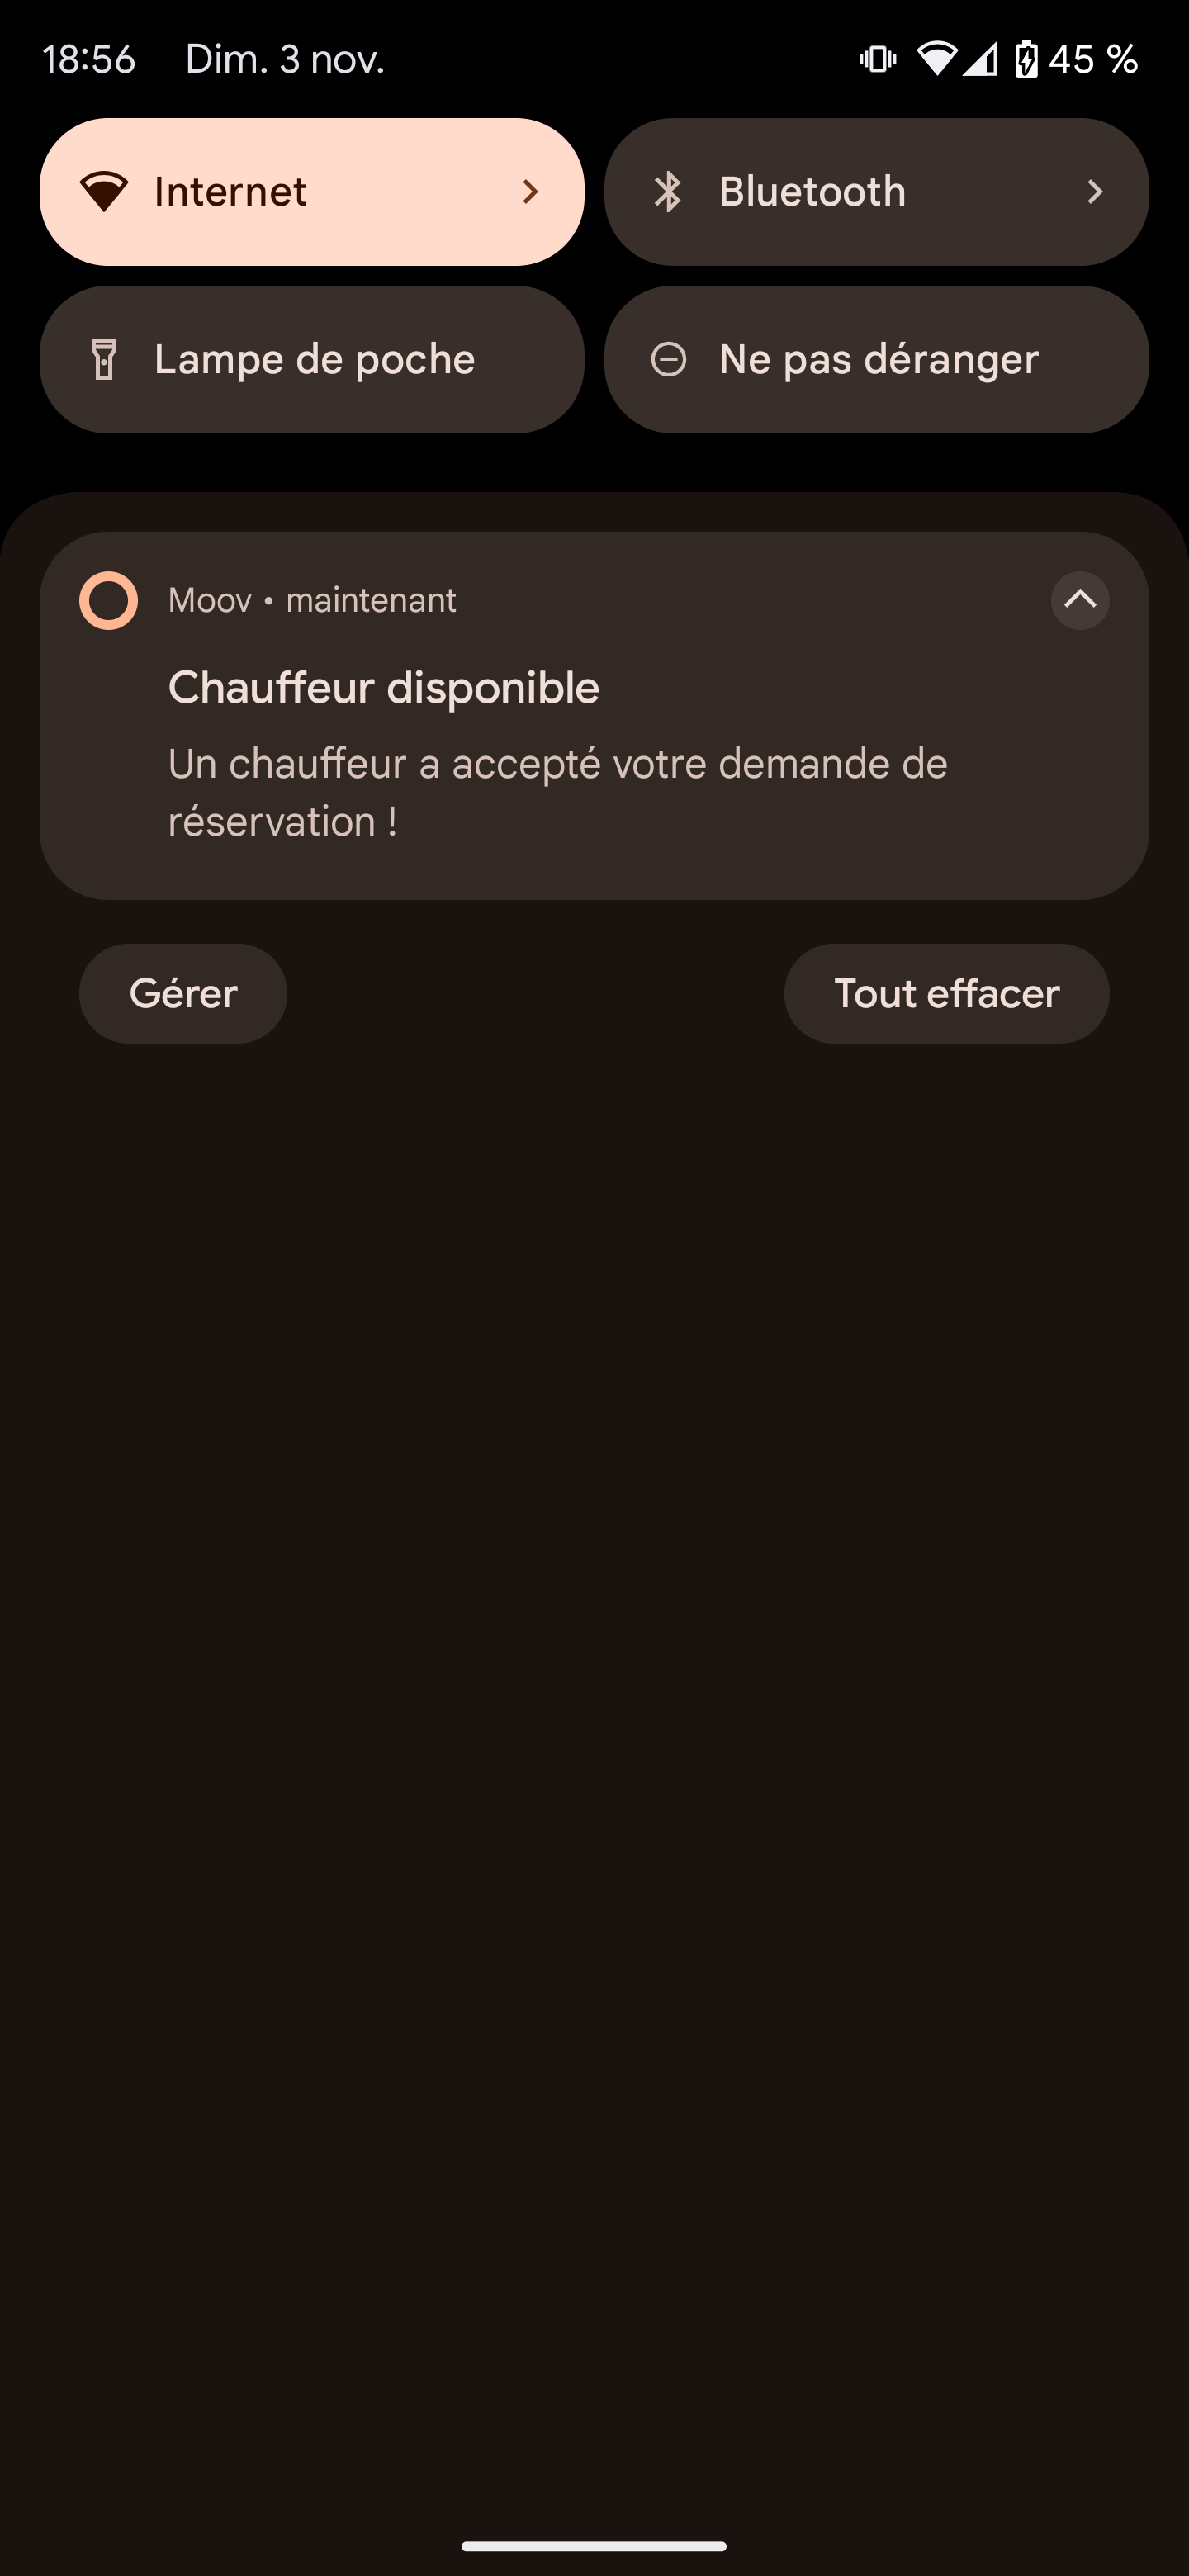 18:56 Dim. 3 nov. 45 %
Internet
Bluetooth
Lampe de poche
Ne pas déranger
Moov • maintenant
Chauffeur disponible
Un chauffeur a accepté votre demande de
réservation !
Gérer
Tout effacer